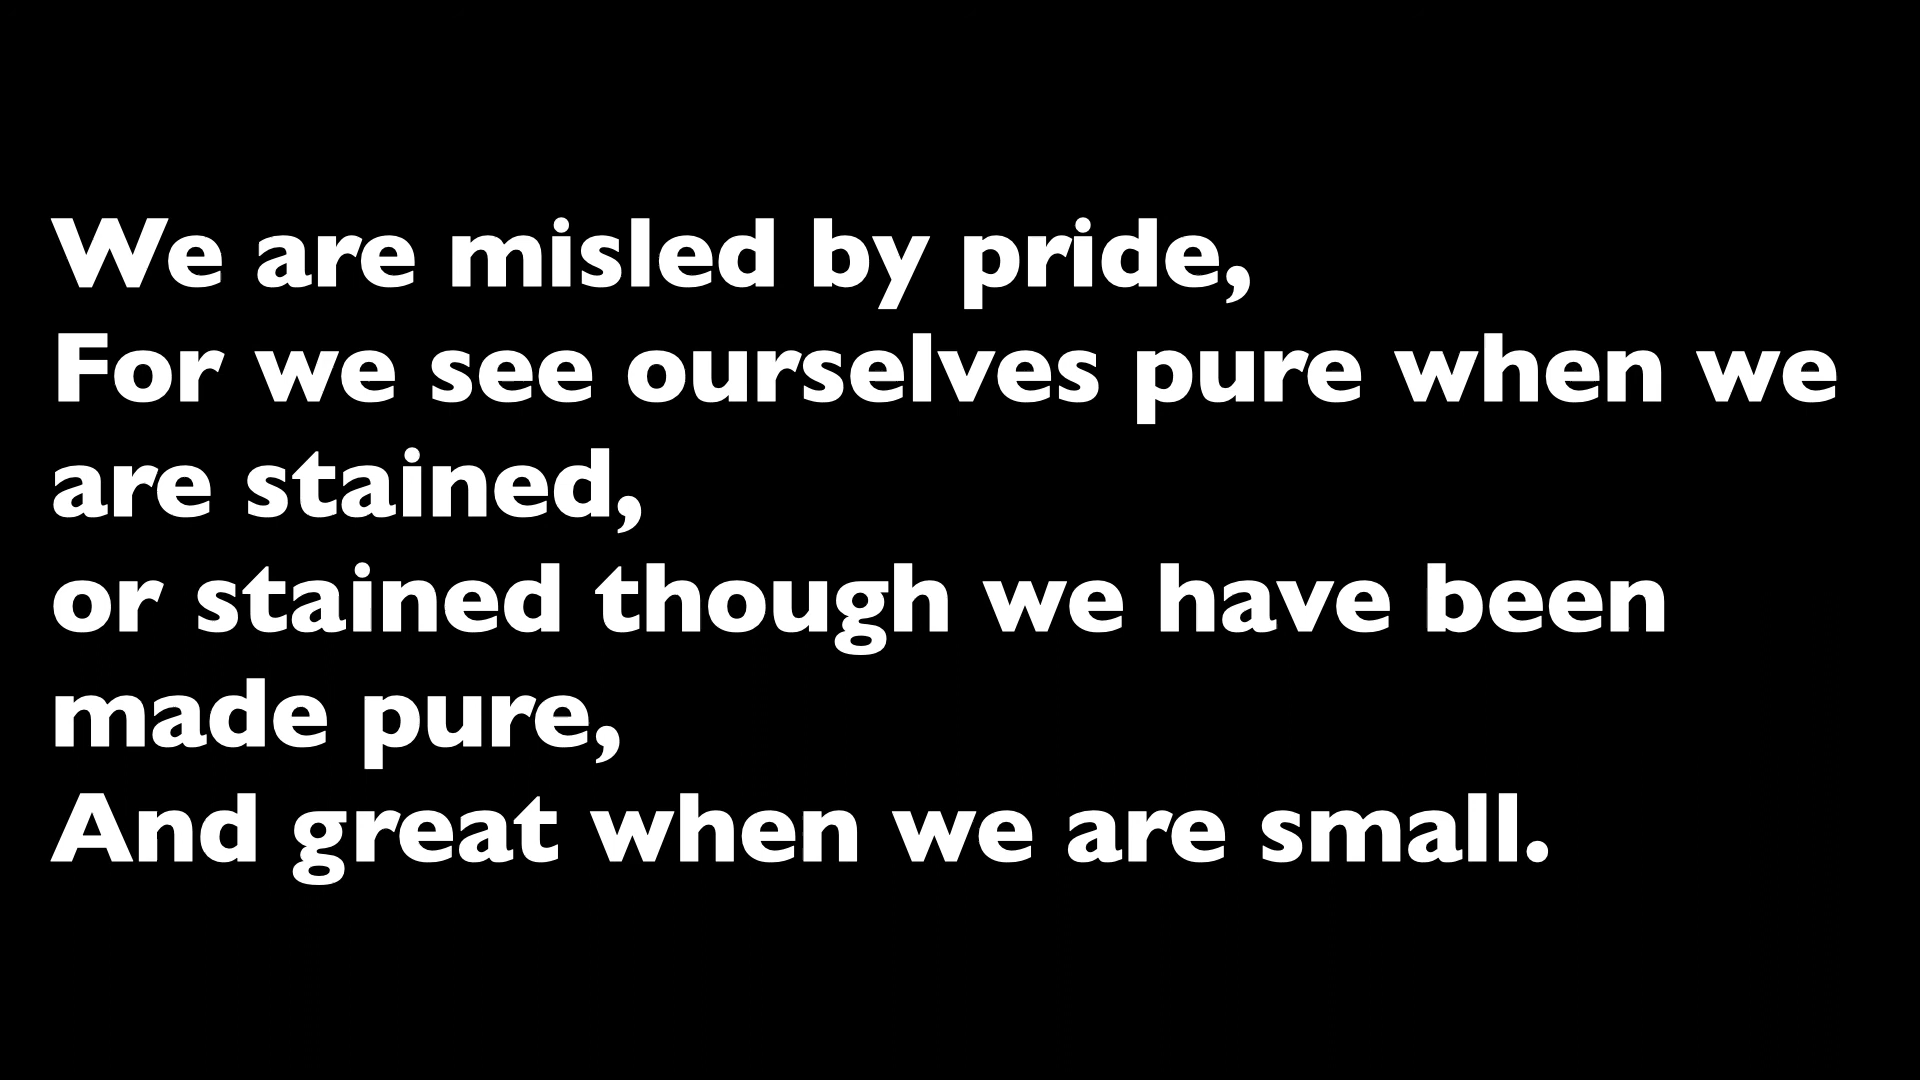 We are misled by pride,
For we see ourselves pure when we
are stained,
or stained though we have been
made pure,
And great when we are small.